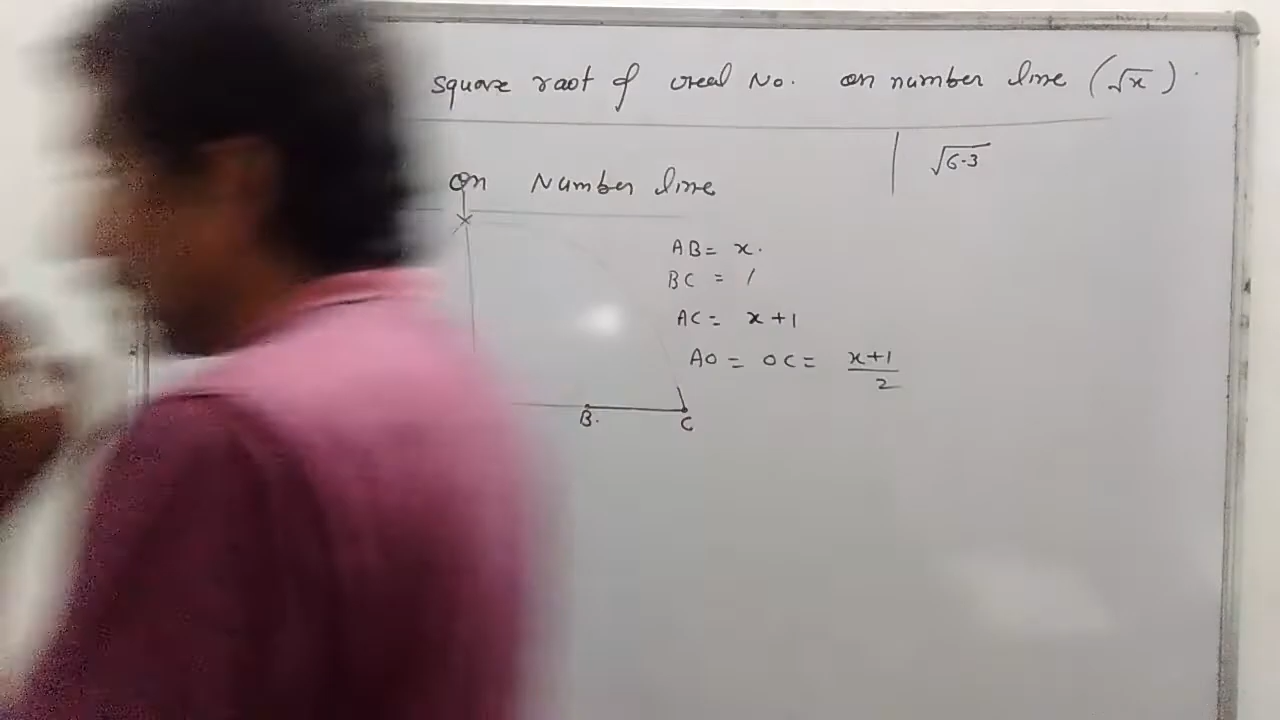 square root of real No. on number line (√x)
√6.3
on Number line
AB = x.
BC = 1
AC = x+1
AO = OC = x+1/2
B. C